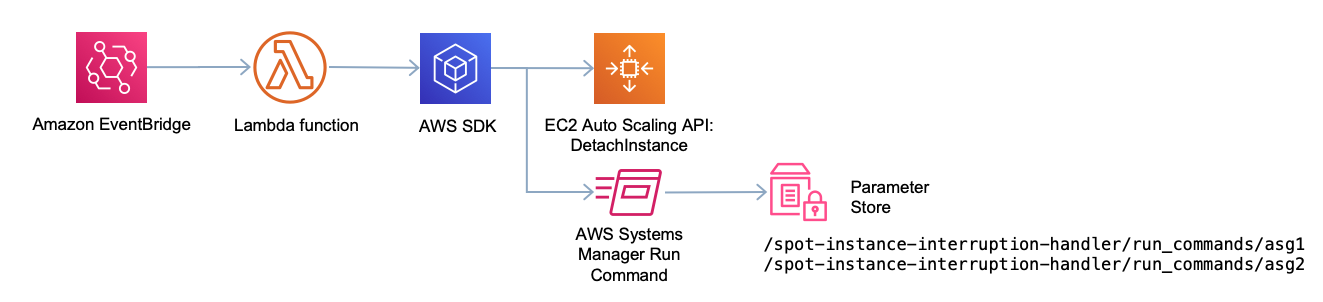 Amazon EventBridge
Lambda function
AWS SDK
EC2 Auto Scaling API:
DetachInstance
AWS Systems
Manager Run
Command
Parameter
Store
/spot-instance-interruption-handler/run_commands/asg1
/spot-instance-interruption-handler/run_commands/asg2